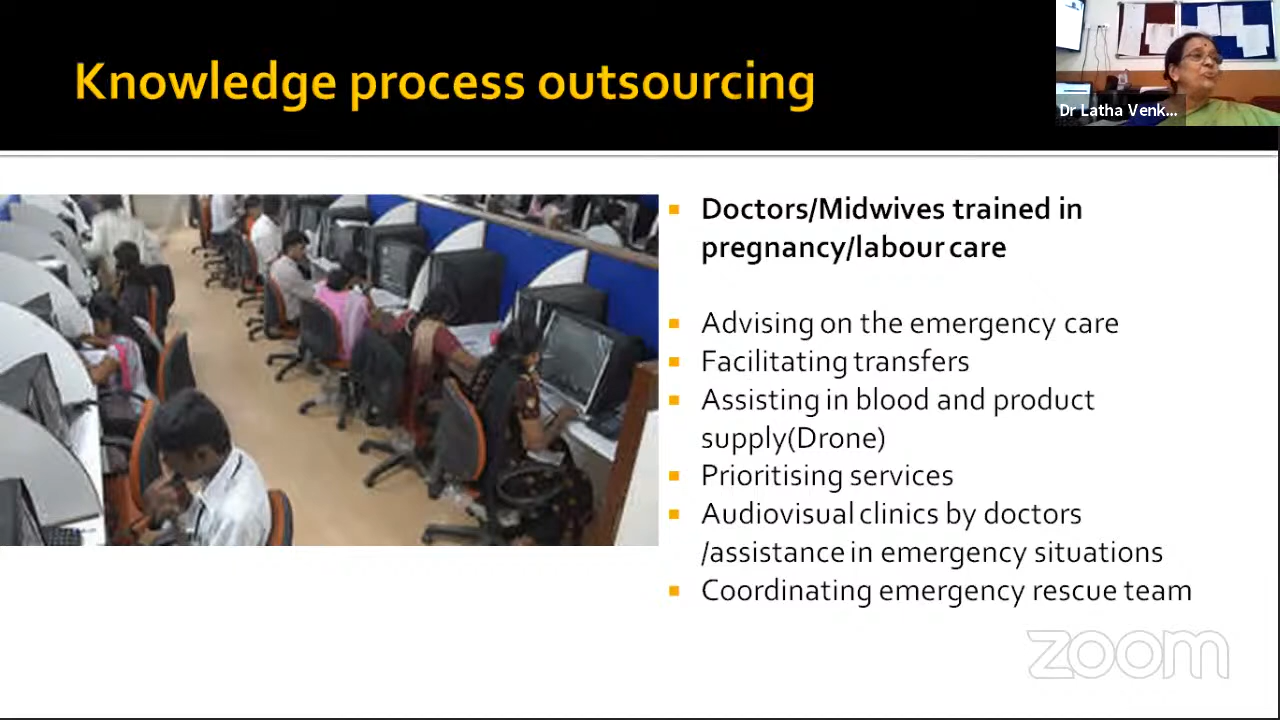 Knowledge process outsourcing
Dr Latha Venk...
Doctors/Midwives trained in
pregnancy/labour care
Advising on the emergency care
Facilitating transfers
Assisting in blood and product
supply(Drone)
Prioritising services
Audiovisual clinics by doctors
/assistance in emergency situations
Coordinating emergency rescue team
zoom